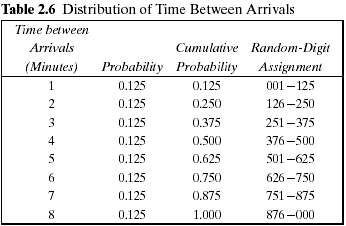 Table 2.6 Distribution of Time Between Arrivals
Time between
Arrivals Cumulative Random-Digit
(Minutes) Probability Probability Assignment
1 0.125 0.125 001−125
2 0.125 0.250 126−250
3 0.125 0.375 251−375
4 0.125 0.500 376−500
5 0.125 0.625 501−625
6 0.125 0.750 626−750
7 0.125 0.875 751−875
8 0.125 1.000 876−000